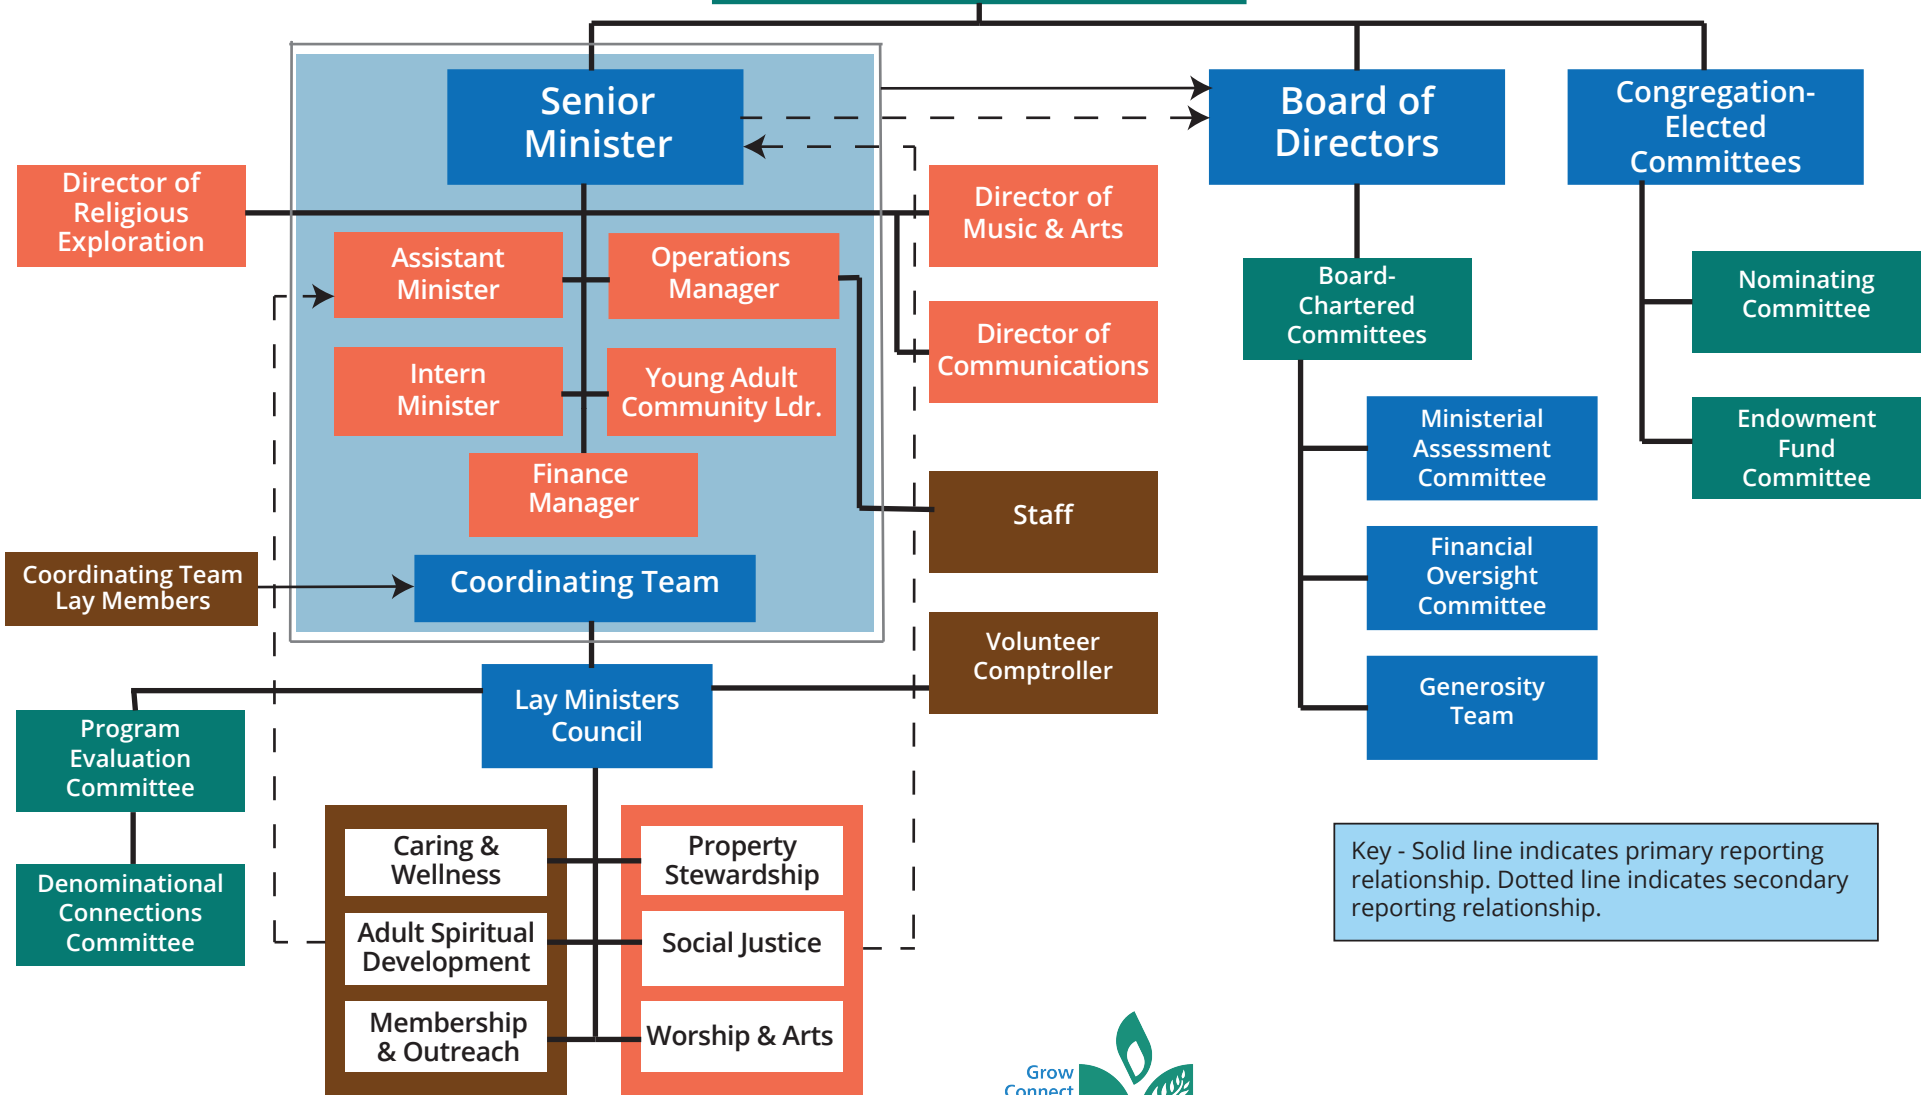 Senior
Minister
Board of
Directors
Congregation-
Elected
Committees
Director of
Religious
Exploration
Director of
Music & Arts
Assistant
Minister
Operations
Manager
Board-
Chartered
Committees
Nominating
Committee
Director of
Communications
Intern
Minister
Young Adult
Community Ldr.
Ministerial
Assessment
Committee
Endowment
Fund
Committee
Finance
Manager
Staff
Financial
Oversight
Committee
Coordinating Team
Lay Members
Coordinating Team
Volunteer
Comptroller
Lay Ministers
Council
Generosity
Team
Program
Evaluation
Committee
Caring &
Wellness
Property
Stewardship
Key - Solid line indicates primary reporting
relationship. Dotted line indicates secondary
reporting relationship.
Denominational
Connections
Committee
Adult Spiritual
Development
Social Justice
Membership
& Outreach
Worship & Arts
Grow
Connect